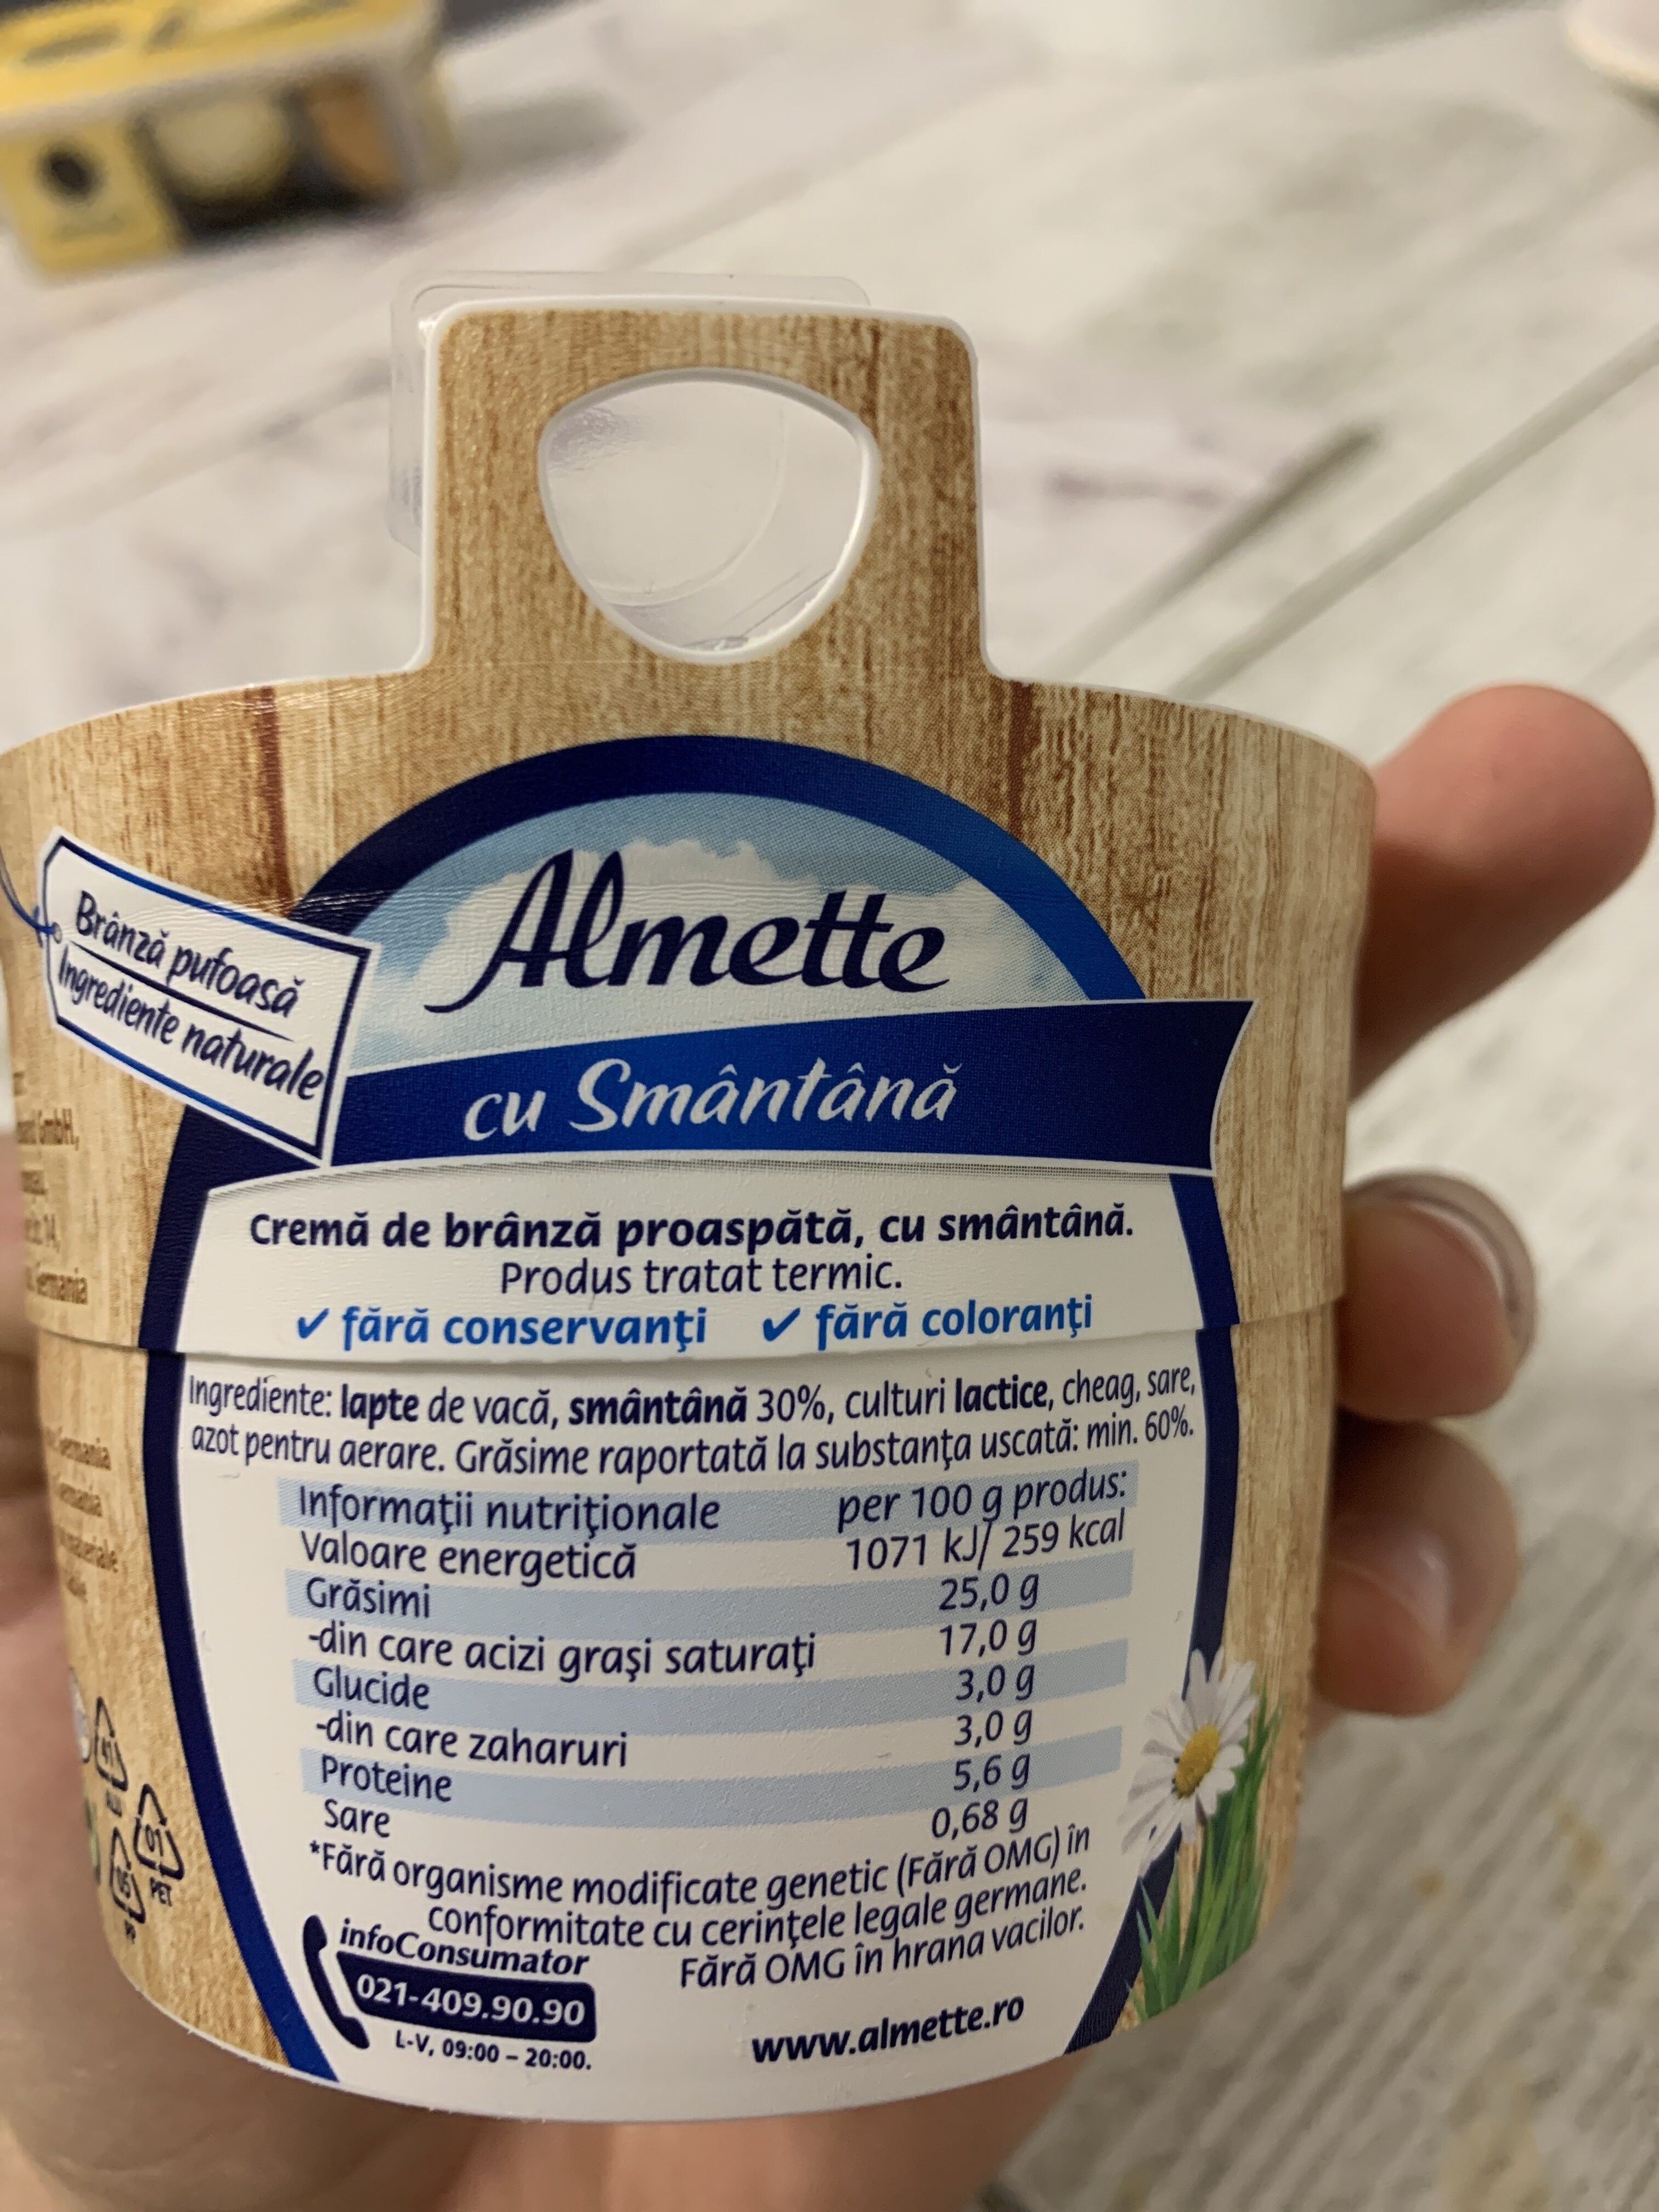 Brânză pufoasă
Ingrediente naturale
Almette
cu Smântână
Cremă de brânză proaspătă, cu smântână.
Produs tratat termic.
✓ fără conservanţi ✓ fără coloranţi
Ingrediente: lapte de vacă, smântână 30%, culturi lactice, cheag, sare,
azot pentru aerare. Grăsime raportată la substanţa uscată: min. 60%.
Informaţii nutriţionale per 100 g produs:
Valoare energetică 1071 kJ/ 259 kcal
Grăsimi 25,0 g
-din care acizi graşi saturaţi 17,0 g
Glucide 3,0 g
-din care zaharuri 3,0 g
Proteine 5,6 g
Sare 0,68 g
*Fără organisme modificate genetic (Fără OMG) în
conformitate cu cerinţele legale germane.
Fără OMG în hrana vacilor.
infoConsumator
021-409.90.90
L-V, 09:00 – 20:00.
www.almette.ro
GmbH,
14,
Germania
Germania
41
01
PET
05